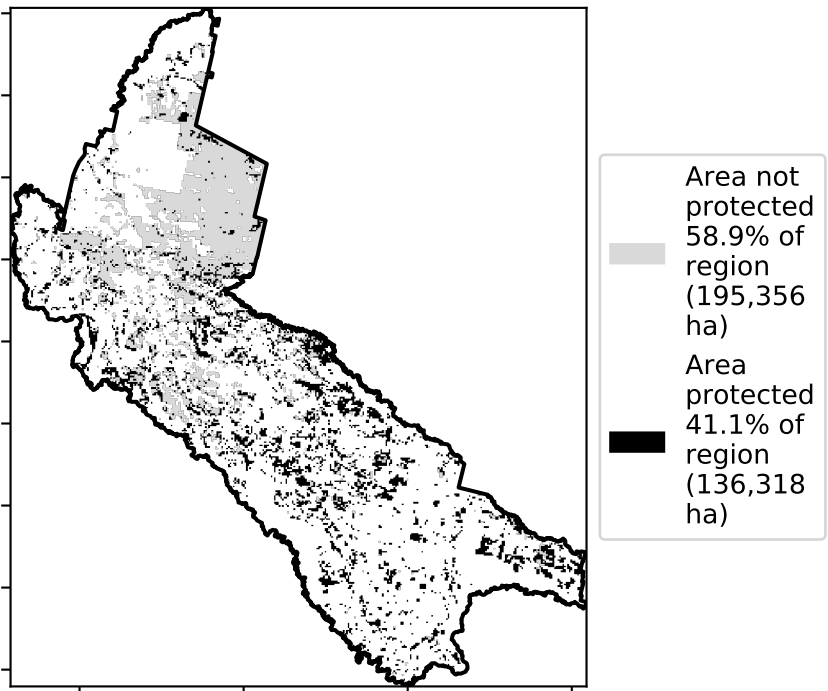 Area not
protected
58.9% of
region
(195,356
ha)
Area
protected
41.1% of
region
(136,318
ha)